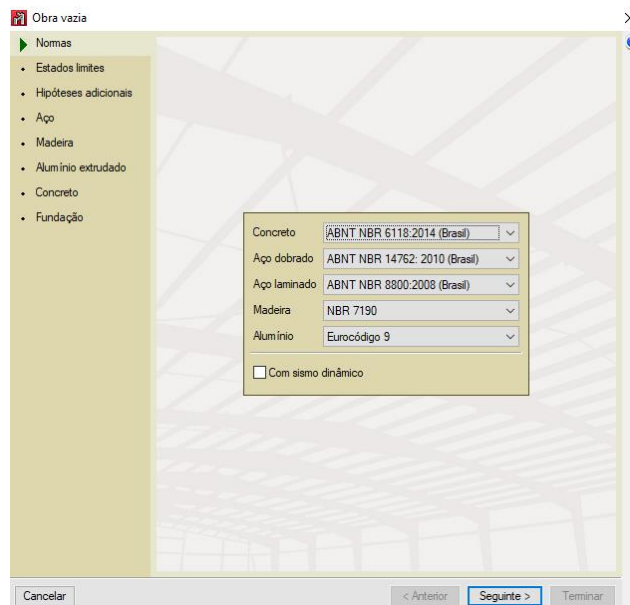 Obra vazia
Normas
Estados limites
Hipóteses adicionais
Aço
Madeira
Alumínio extrudado
Concreto
Fundação
Concreto ABNT NBR 6118:2014 (Brasil)
Aço dobrado ABNT NBR 14762: 2010 (Brasil)
Aço laminado ABNT NBR 8800:2008 (Brasil)
Madeira NBR 7190
Alumínio Eurocódigo 9
Com sismo dinâmico
Cancelar < Anterior Seguinte > Terminar